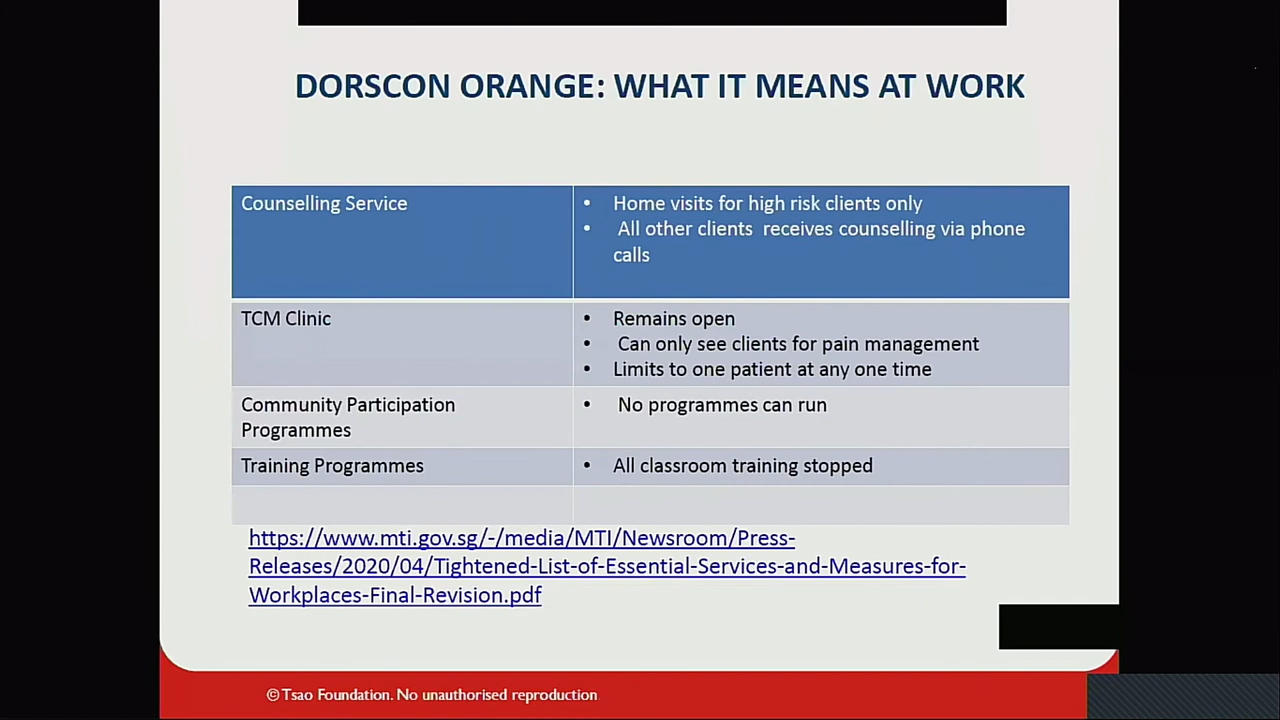 DORSCON ORANGE: WHAT IT MEANS AT WORK
Counselling Service
• Home visits for high risk clients only
• All other clients receives counselling via phone
calls
TCM Clinic
• Remains open
• Can only see clients for pain management
• Limits to one patient at any one time
Community Participation
Programmes
• No programmes can run
Training Programmes
• All classroom training stopped
https://www.mti.gov.sg/-/media/MTI/Newsroom/Press-
Releases/2020/04/Tightened-List-of-Essential-Services-and-Measures-for-
Workplaces-Final-Revision.pdf
© Tsao Foundation. No unauthorised reproduction